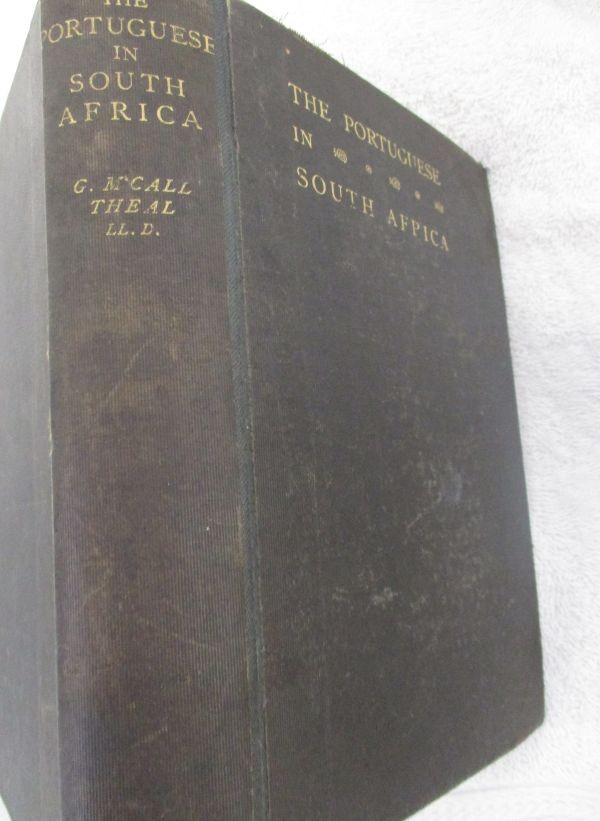 THE
PORTUGUESE
IN
SOUTH
AFRICA
G. MCCALL
THEAL
LL. D.
THE PORTUGUESE
IN
SOUTH AFRICA